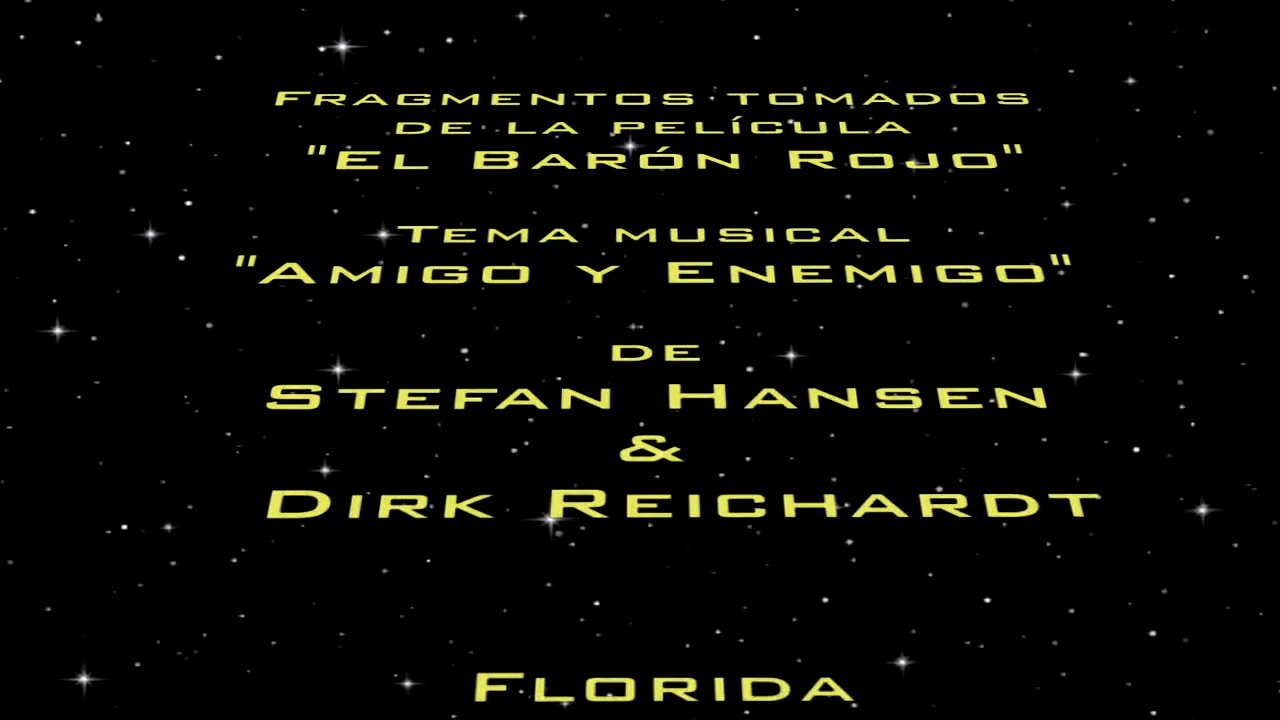 Fragmentos tomados
de la película
"El Barón Rojo"
Tema musical
"Amigo y Enemigo"
de
Stefan Hansen
&
Dirk Reichardt
Florida